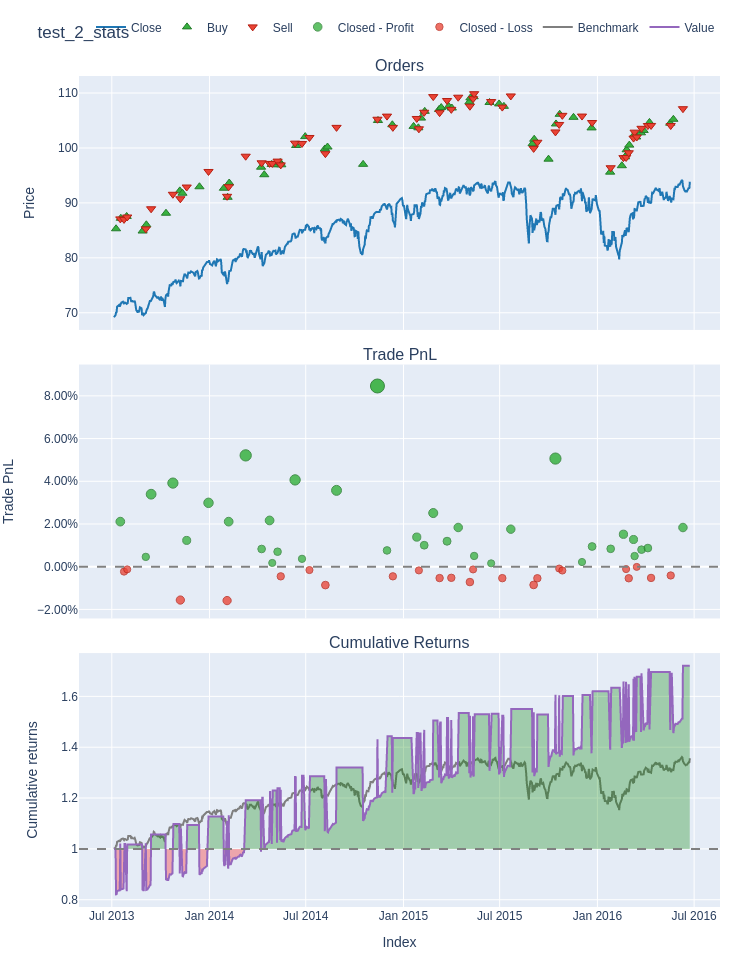 test_2_stats
Close Buy Sell Closed - Profit Closed - Loss Benchmark Value
Orders
110
100
90
80
70
Price
Trade PnL
8.00%
6.00%
4.00%
2.00%
0.00%
−2.00%
Trade PnL
Cumulative Returns
1.6
1.4
1.2
1
0.8
Cumulative returns
Jul 2013 Jan 2014 Jul 2014 Jan 2015 Jul 2015 Jan 2016 Jul 2016
Index